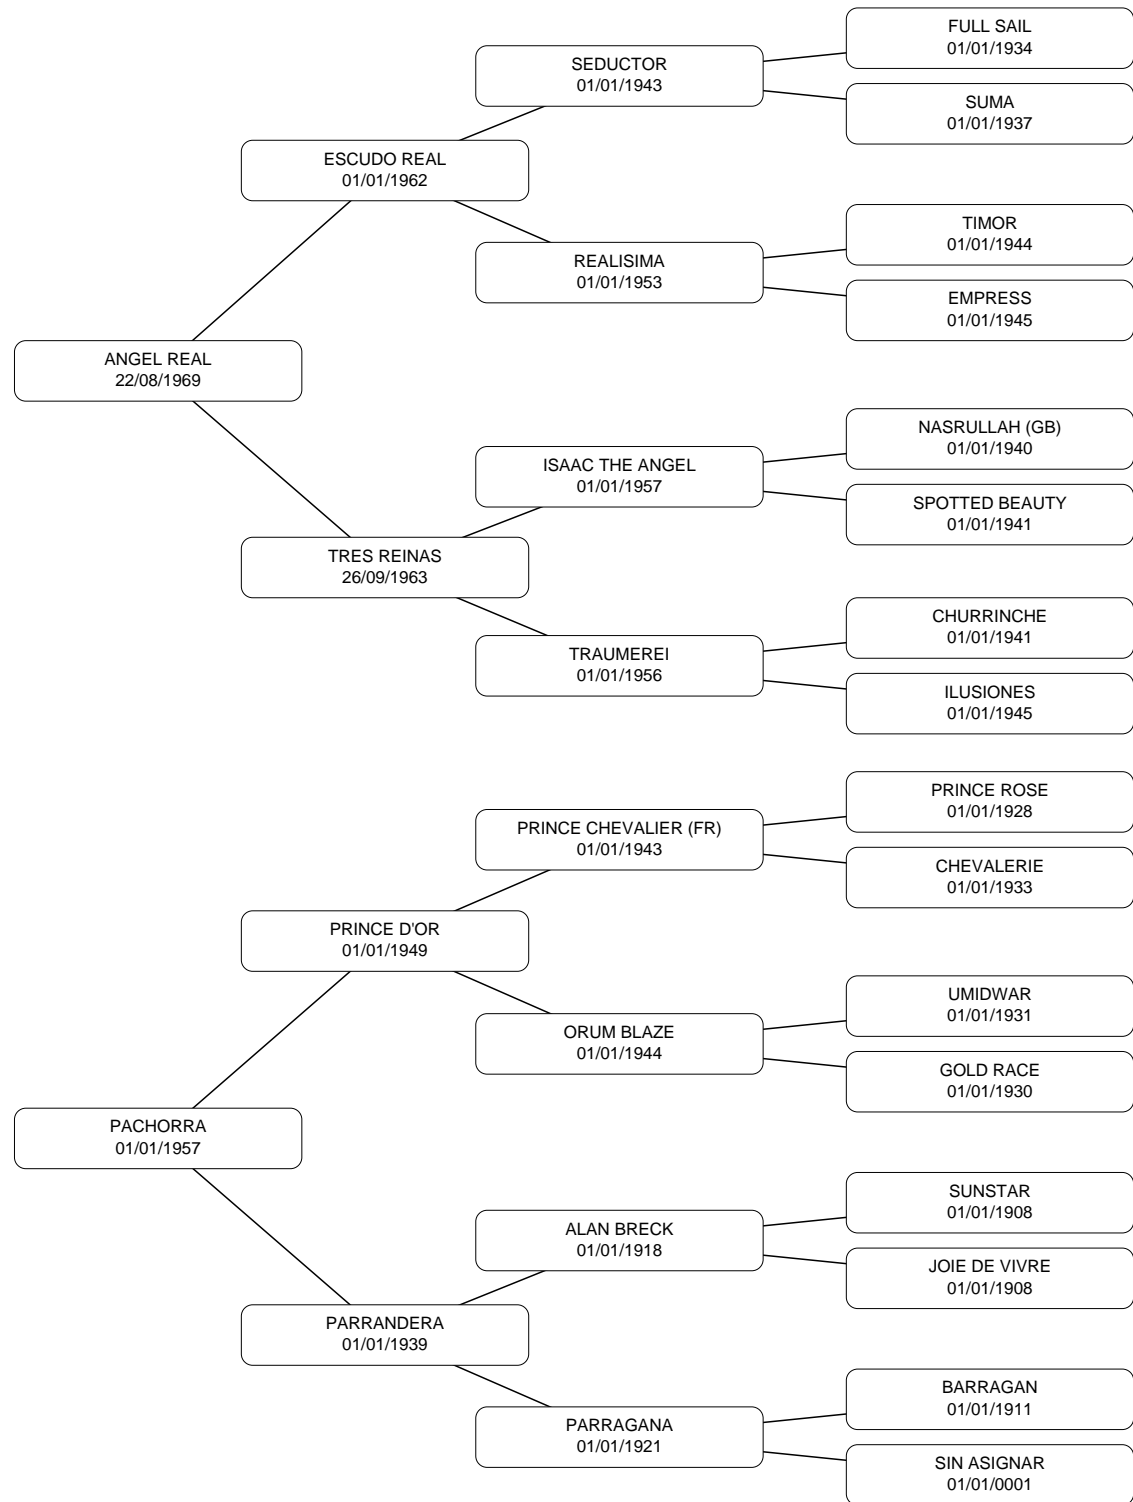 FULL SAIL
01/01/1934
SEDUCTOR
01/01/1943
SUMA
01/01/1937
ESCUDO REAL
01/01/1962
TIMOR
01/01/1944
REALISIMA
01/01/1953
EMPRESS
01/01/1945
ANGEL REAL
22/08/1969
NASRULLAH (GB)
01/01/1940
ISAAC THE ANGEL
01/01/1957
SPOTTED BEAUTY
01/01/1941
TRES REINAS
26/09/1963
CHURRINCHE
01/01/1941
TRAUMEREI
01/01/1956
ILUSIONES
01/01/1945
PRINCE ROSE
01/01/1928
PRINCE CHEVALIER (FR)
01/01/1943
CHEVALERIE
01/01/1933
PRINCE D'OR
01/01/1949
UMIDWAR
01/01/1931
ORUM BLAZE
01/01/1944
GOLD RACE
01/01/1930
PACHORRA
01/01/1957
SUNSTAR
01/01/1908
ALAN BRECK
01/01/1918
JOIE DE VIVRE
01/01/1908
PARRANDERA
01/01/1939
BARRAGAN
01/01/1911
PARRAGANA
01/01/1921
SIN ASIGNAR
01/01/0001